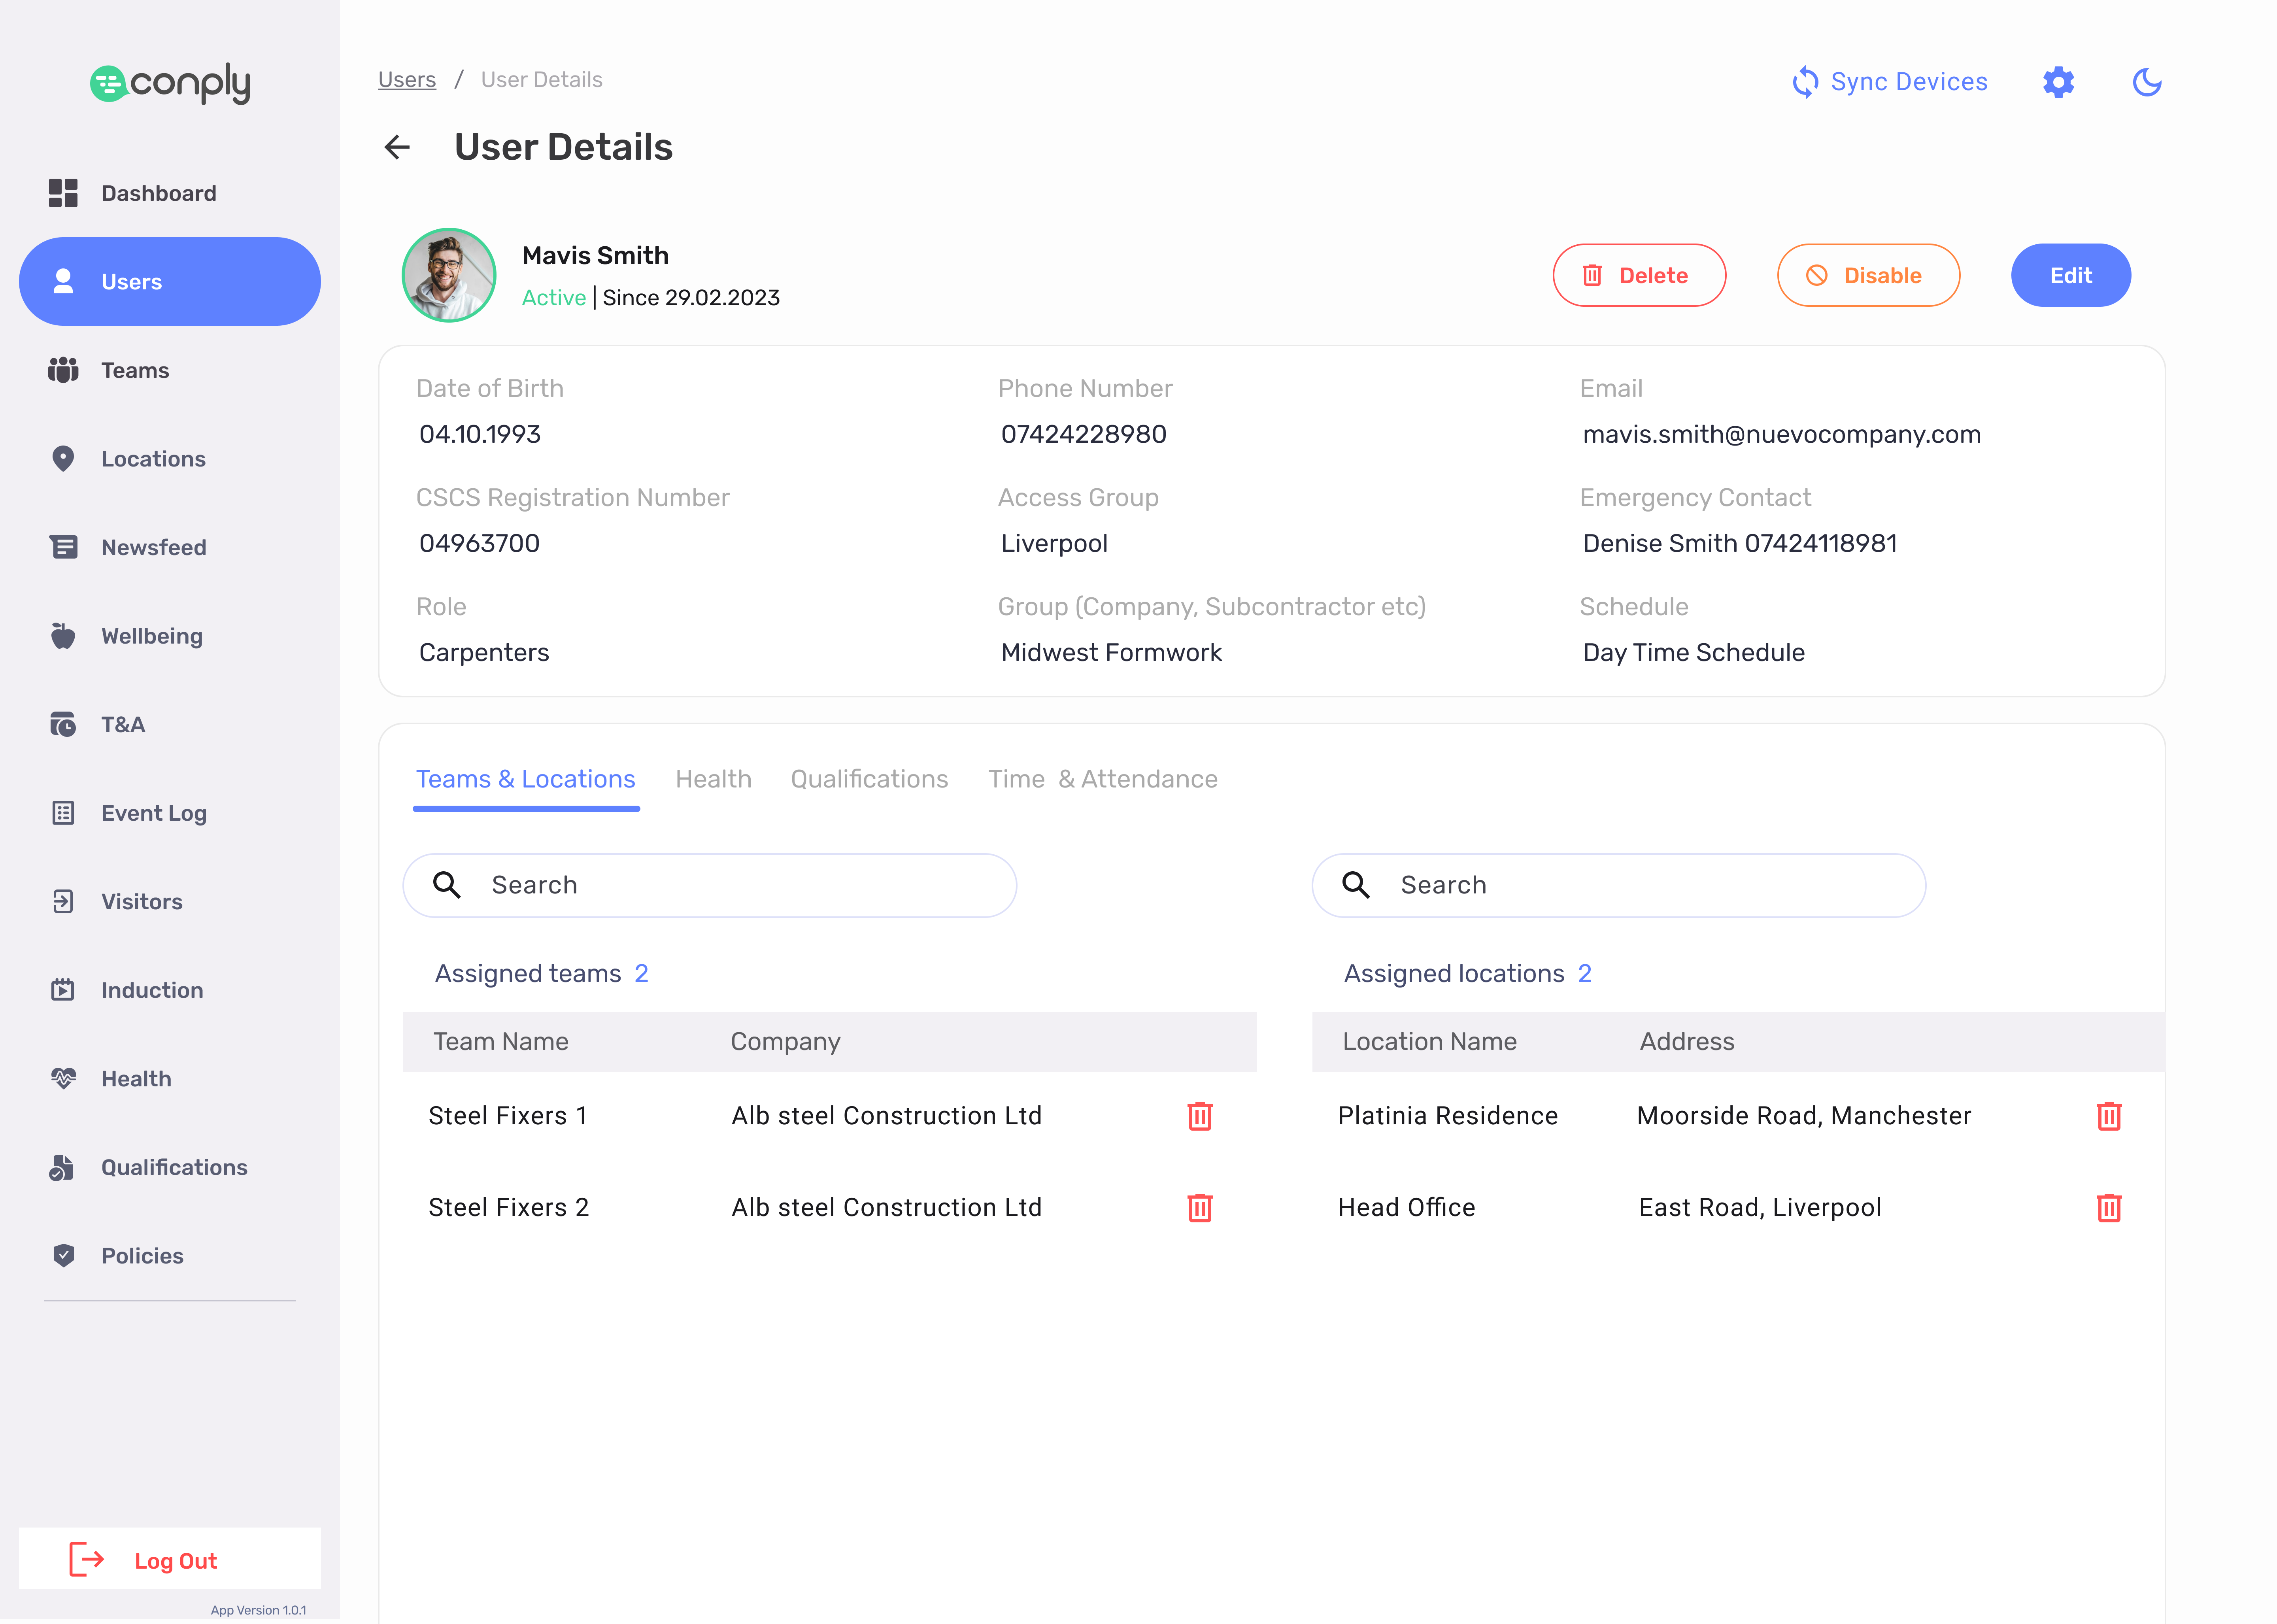 conply
Dashboard
Users
Teams
Locations
Newsfeed
Wellbeing
T&A
Event Log
Visitors
Induction
Health
Qualifications
Policies
Log Out
App Version 1.0.1
Users / User Details
Sync Devices
User Details
Mavis Smith
Active | Since 29.02.2023
Delete
Disable
Edit
Date of Birth
04.10.1993
Phone Number
07424228980
Email
mavis.smith@nuevocompany.com
CSCS Registration Number
04963700
Access Group
Liverpool
Emergency Contact
Denise Smith 07424118981
Role
Carpenters
Group (Company, Subcontractor etc)
Midwest Formwork
Schedule
Day Time Schedule
Teams & Locations Health Qualifications Time & Attendance
Search
Assigned teams 2
Team Name Company
Steel Fixers 1 Alb steel Construction Ltd
Steel Fixers 2 Alb steel Construction Ltd
Search
Assigned locations 2
Location Name Address
Platinia Residence Moorside Road, Manchester
Head Office East Road, Liverpool